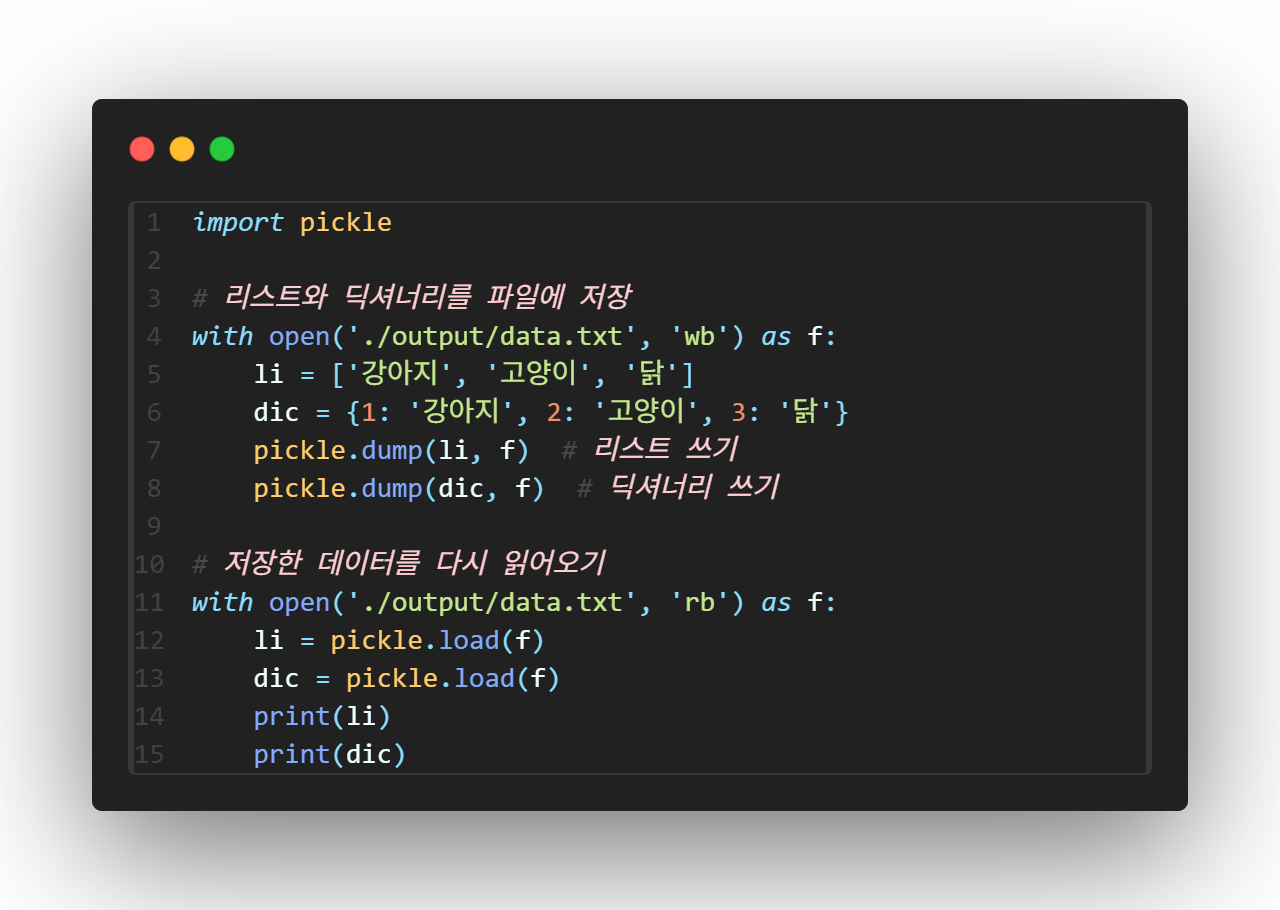 1 import pickle
2
3 # 리스트와 딕셔너리를 파일에 저장
4 with open('./output/data.txt', 'wb') as f:
5     li = ['강아지', '고양이', '닭']
6     dic = {1: '강아지', 2: '고양이', 3: '닭'}
7     pickle.dump(li, f)  # 리스트 쓰기
8     pickle.dump(dic, f)  # 딕셔너리 쓰기
9
10 # 저장한 데이터를 다시 읽어오기
11 with open('./output/data.txt', 'rb') as f:
12     li = pickle.load(f)
13     dic = pickle.load(f)
14     print(li)
15     print(dic)